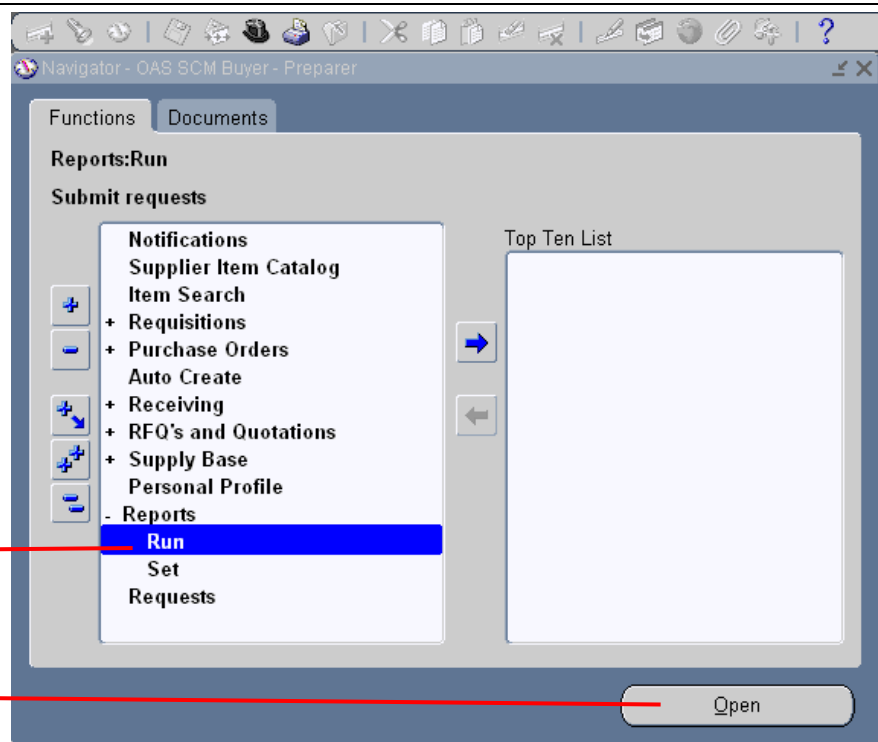 Navigator - OAS SCM Buyer - Preparer
Functions Documents
Reports:Run
Submit requests
Notifications
Supplier Item Catalog
Item Search
+ Requisitions
+ Purchase Orders
Auto Create
+ Receiving
+ RFQ's and Quotations
+ Supply Base
Personal Profile
- Reports
Run
Set
Requests
Top Ten List
Open